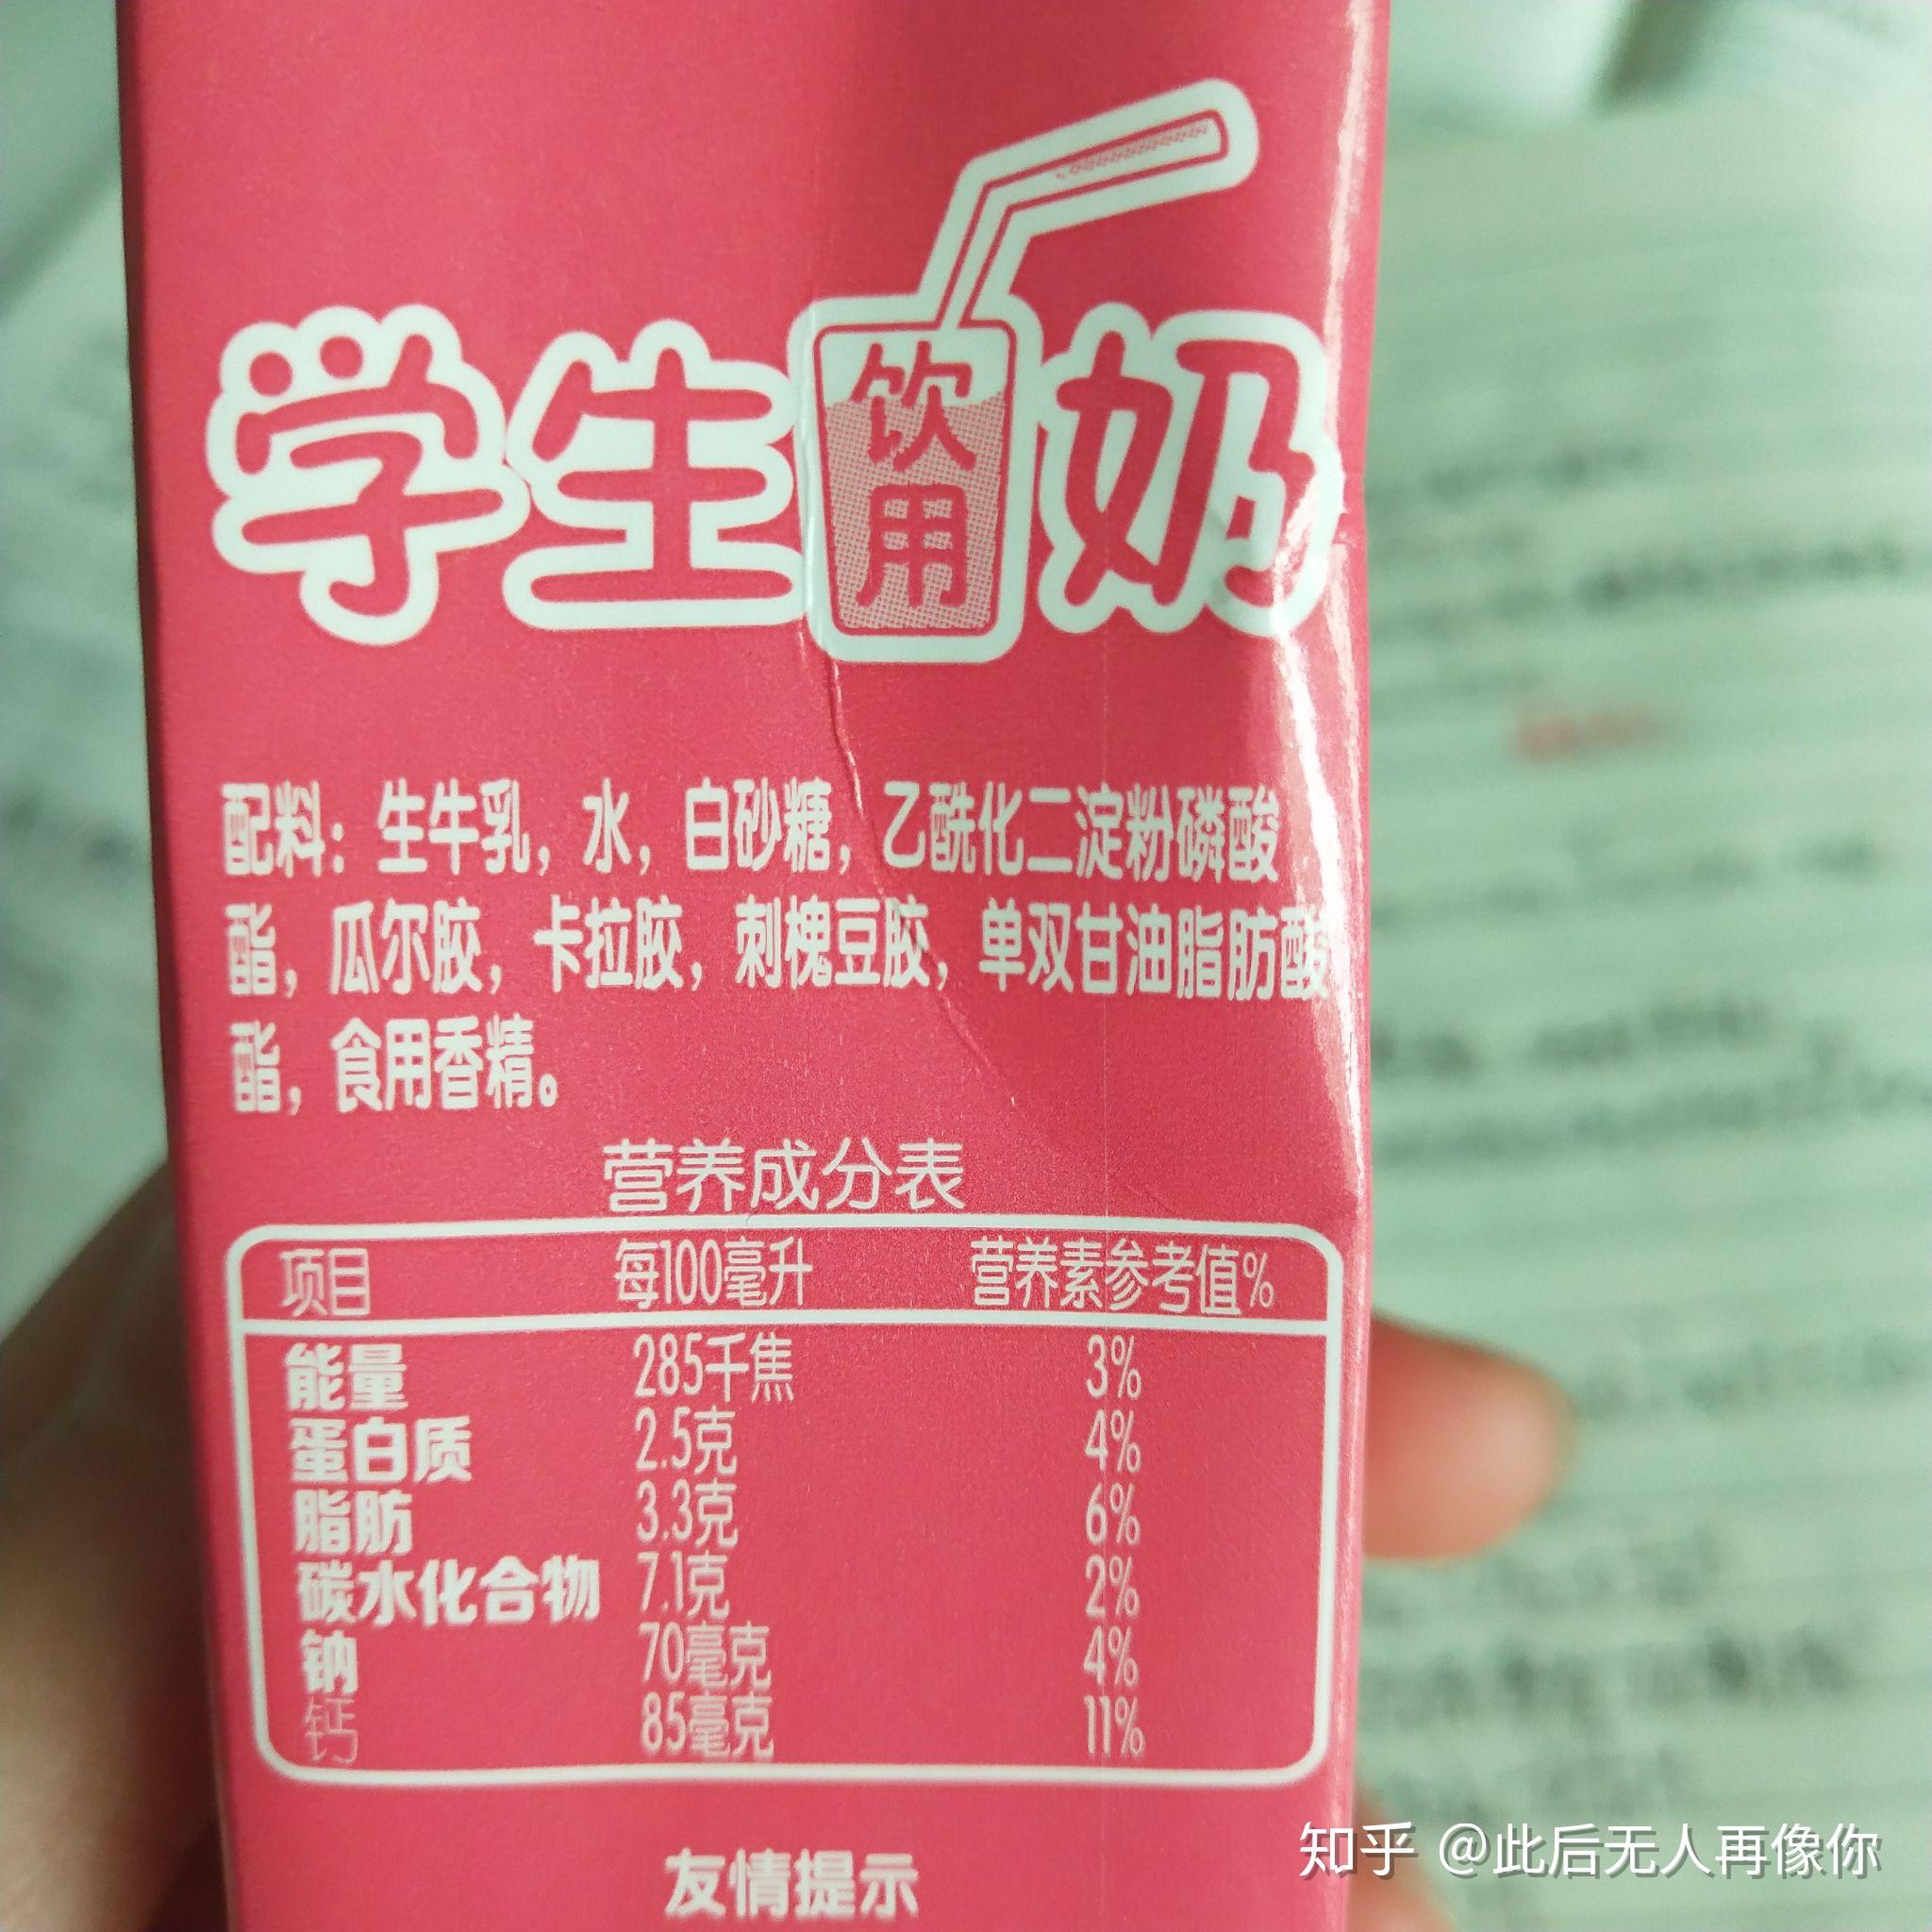 学生饮用奶
配料：生牛乳，水，白砂糖，乙酰化二淀粉磷酸
酯，瓜尔胶，卡拉胶，刺槐豆胶，单双甘油脂肪酸
酯，食用香精。
营养成分表
项目 每100毫升 营养素参考值%
能量 285千焦 3%
蛋白质 2.5克 4%
脂肪 3.3克 6%
碳水化合物 7.1克 2%
钠 70毫克 4%
钙 85毫克 11%
友情提示
知乎 @此后无人再像你